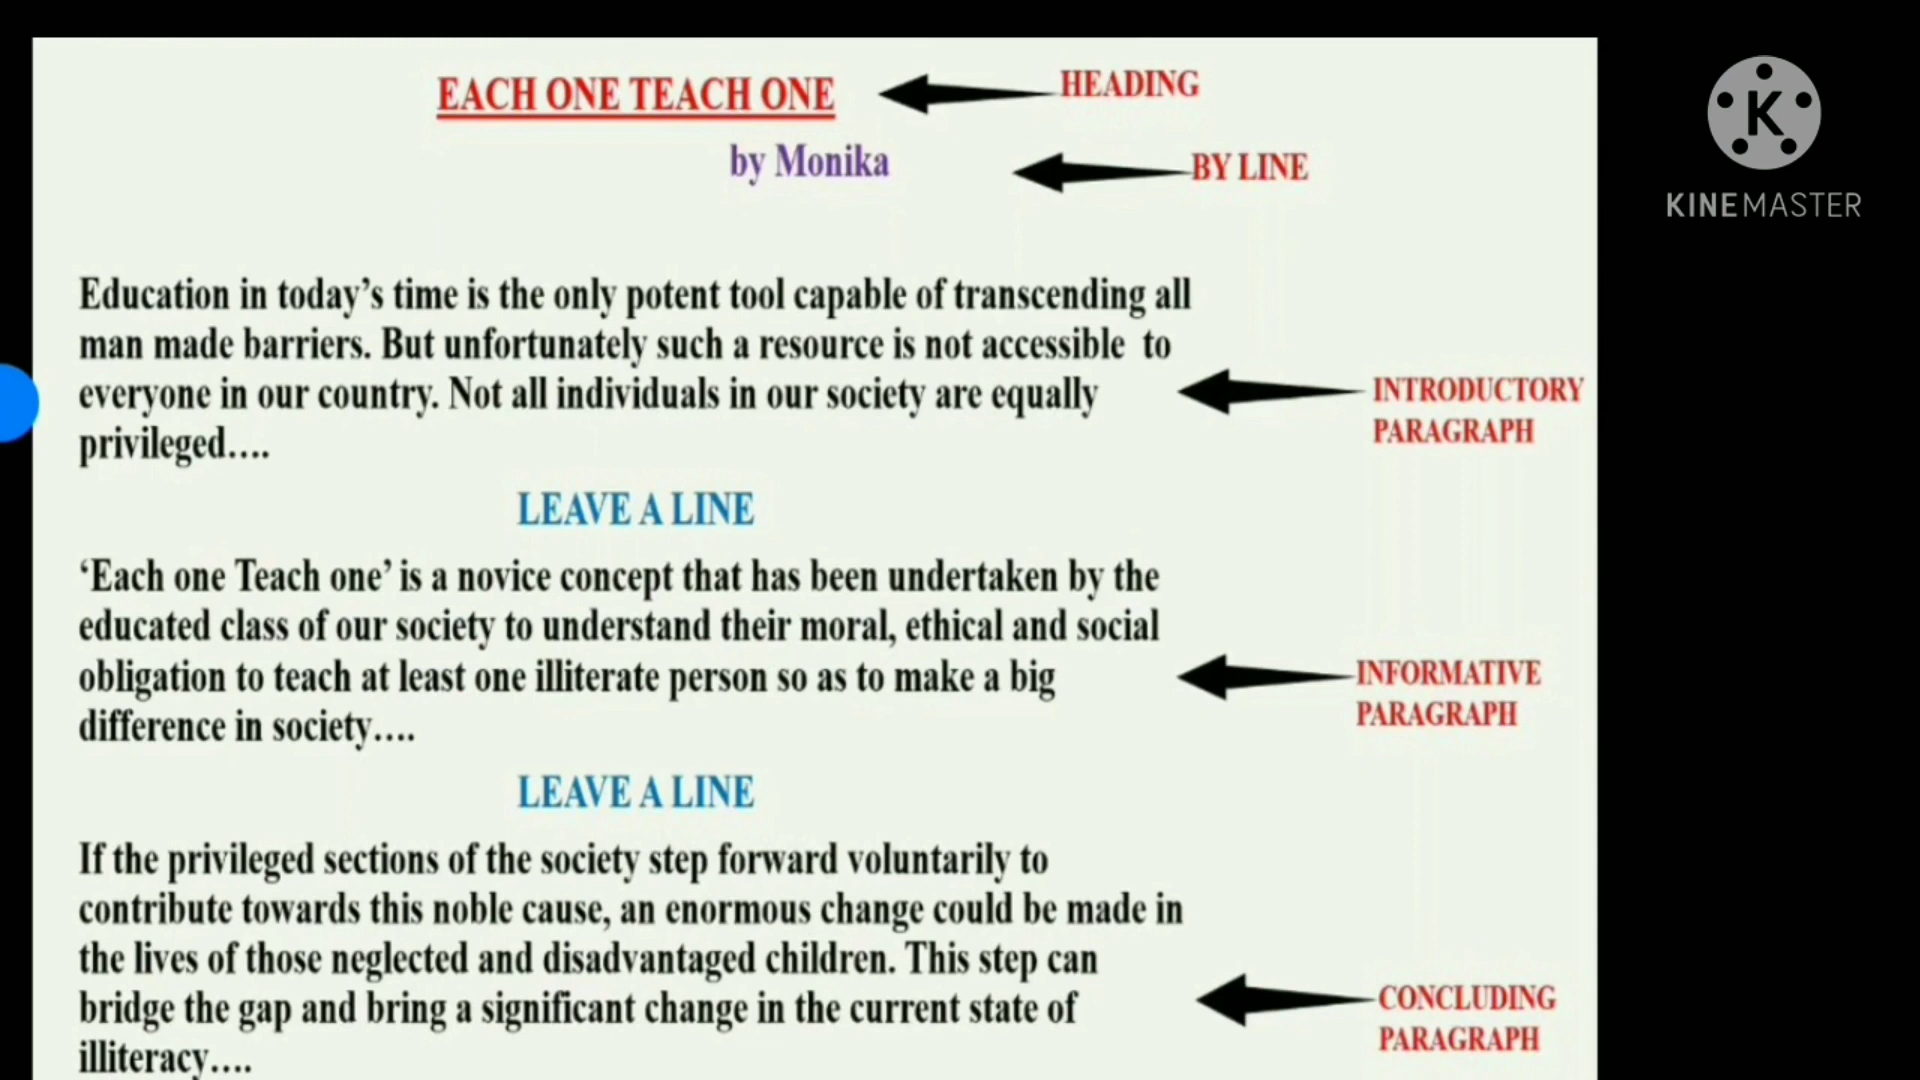 EACH ONE TEACH ONE
HEADING
by Monika
BY LINE
Education in today’s time is the only potent tool capable of transcending all
man made barriers. But unfortunately such a resource is not accessible to
everyone in our country. Not all individuals in our society are equally
privileged….
INTRODUCTORY
PARAGRAPH
LEAVE A LINE
‘Each one Teach one’ is a novice concept that has been undertaken by the
educated class of our society to understand their moral, ethical and social
obligation to teach at least one illiterate person so as to make a big
difference in society….
INFORMATIVE
PARAGRAPH
LEAVE A LINE
If the privileged sections of the society step forward voluntarily to
contribute towards this noble cause, an enormous change could be made in
the lives of those neglected and disadvantaged children. This step can
bridge the gap and bring a significant change in the current state of
illiteracy….
CONCLUDING
PARAGRAPH
K
KINEMASTER